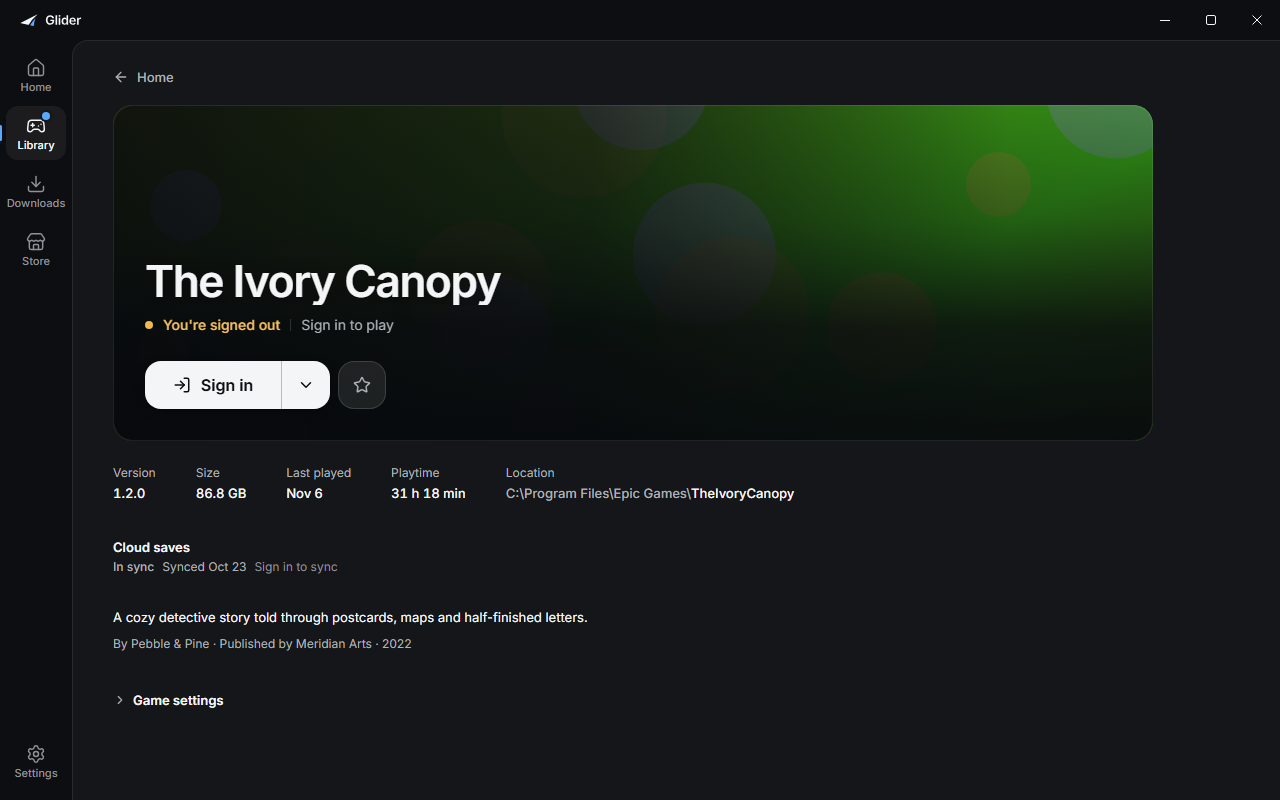 Glider
Home
Library
Downloads
Store
Settings
Home
The Ivory Canopy
You're signed out Sign in to play
Sign in
Version Size Last played Playtime Location
1.2.0 86.8 GB Nov 6 31 h 18 min C:\Program Files\Epic Games\TheIvoryCanopy
Cloud saves
In sync Synced Oct 23 Sign in to sync
A cozy detective story told through postcards, maps and half-finished letters.
By Pebble & Pine · Published by Meridian Arts · 2022
Game settings